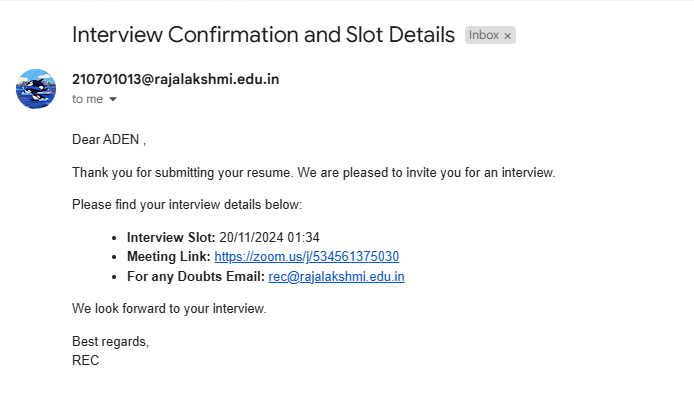 Interview Confirmation and Slot Details Inbox ×
210701013@rajalakshmi.edu.in
to me
Dear ADEN ,
Thank you for submitting your resume. We are pleased to invite you for an interview.
Please find your interview details below:
• Interview Slot: 20/11/2024 01:34
• Meeting Link: https://zoom.us/j/534561375030
• For any Doubts Email: rec@rajalakshmi.edu.in
We look forward to your interview.
Best regards,
REC